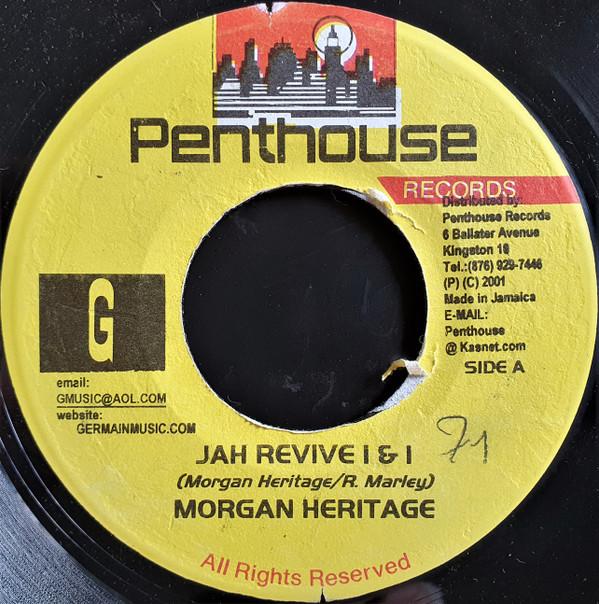 Penthouse
RECORDS
Distributed by:
Penthouse Records
6 Ballater Avenue
Kingston 19
Tel.:(876) 929-7446
(P) (C) 2001
Made in Jamaica
E-MAIL:
Penthouse
@ Kasnet.com
SIDE A
G
email:
GMUSIC@AOL.COM
website:
GERMAINMUSIC.COM
71
JAH REVIVE I & I
(Morgan Heritage/R. Marley)
MORGAN HERITAGE
All Rights Reserved